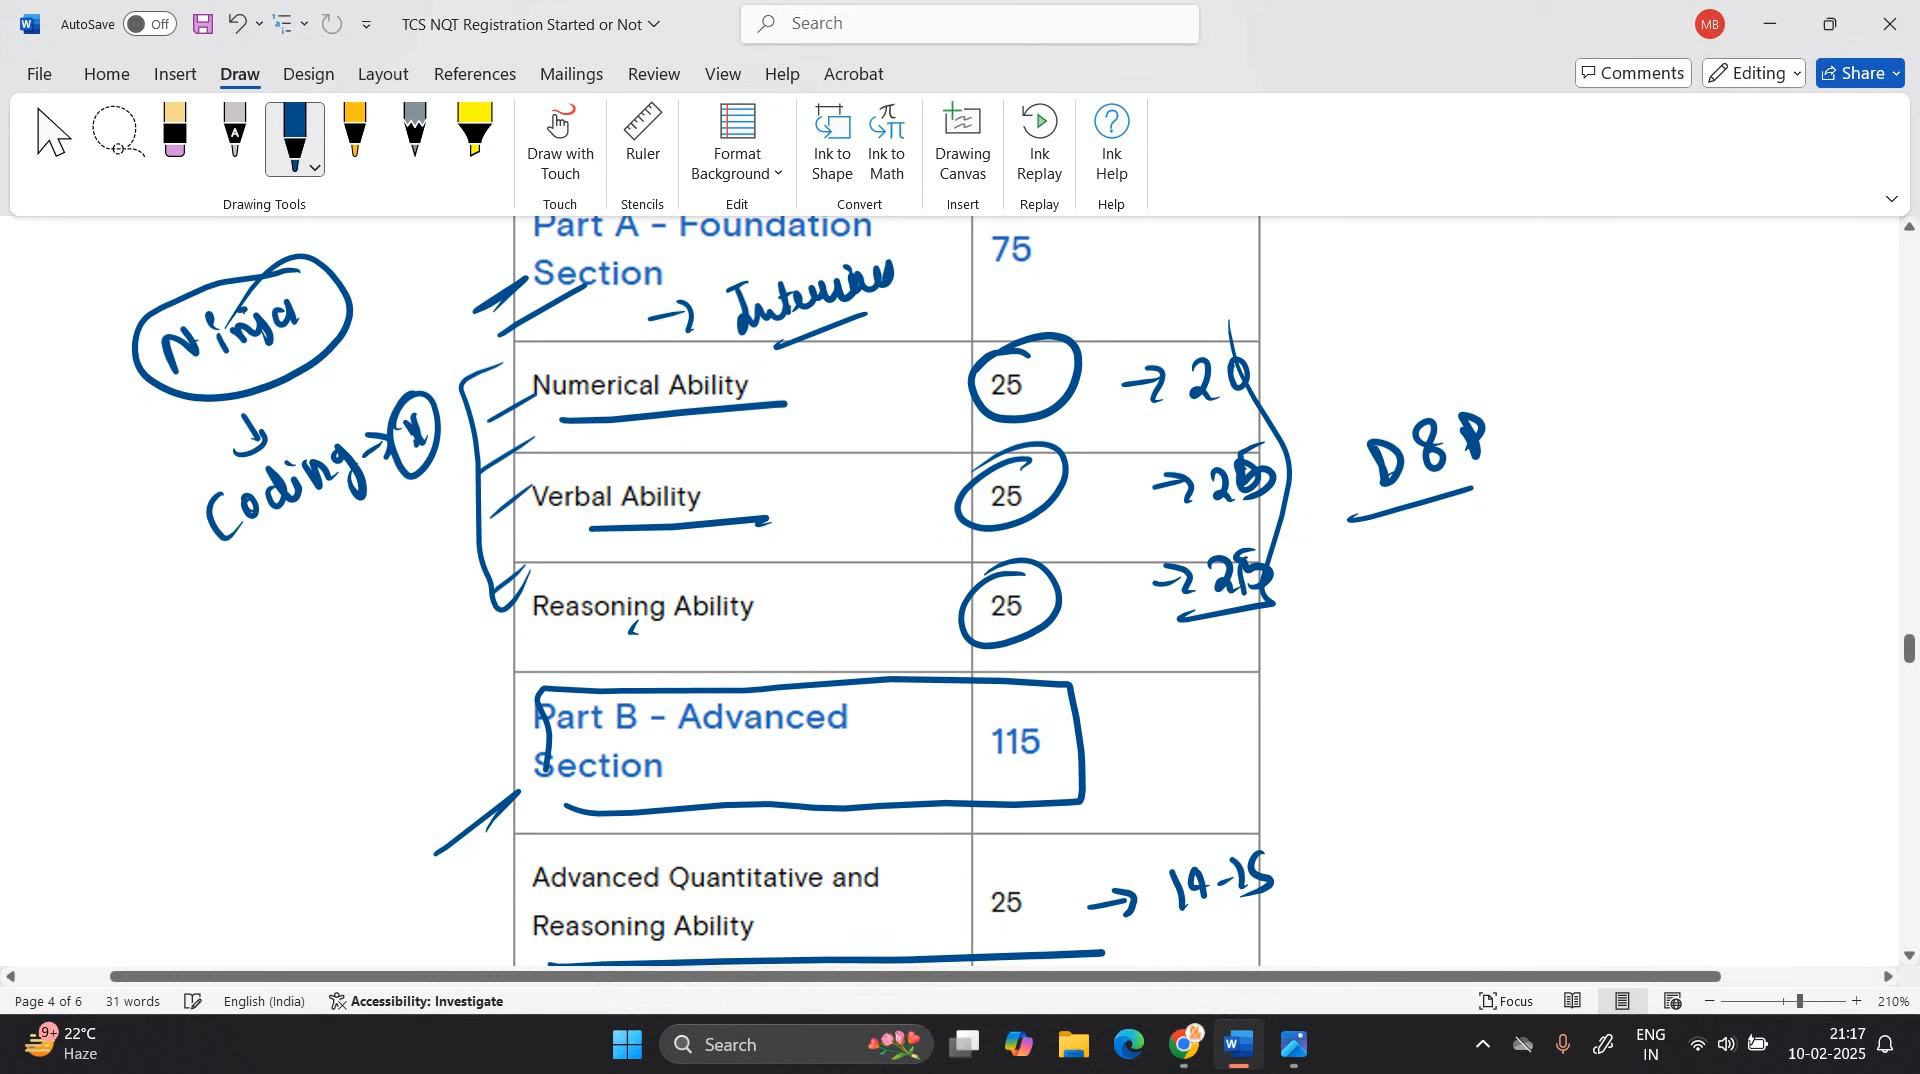 AutoSave Off TCS NQT Registration Started or Not Search MB
File Home Insert Draw Design Layout References Mailings Review View Help Acrobat Comments Editing Share
A
Draw with Touch
Ruler
Format Background
Ink to Shape
Ink to Math
Drawing Canvas
Ink Replay
Ink Help
Drawing Tools Touch Stencils Edit Convert Insert Replay Help
Part A - Foundation
Section 75
→ Interview
Ninja
Numerical Ability 25 → 20
Coding → x
Verbal Ability 25 → 25
Reasoning Ability 25 → 25
D & P
Part B - Advanced
Section 115
Advanced Quantitative and
Reasoning Ability 25 → 14-15
Page 4 of 6 31 words English (India) Accessibility: Investigate Focus 210%
9+ 22°C
Haze
Search
ENG
IN
21:17
10-02-2025